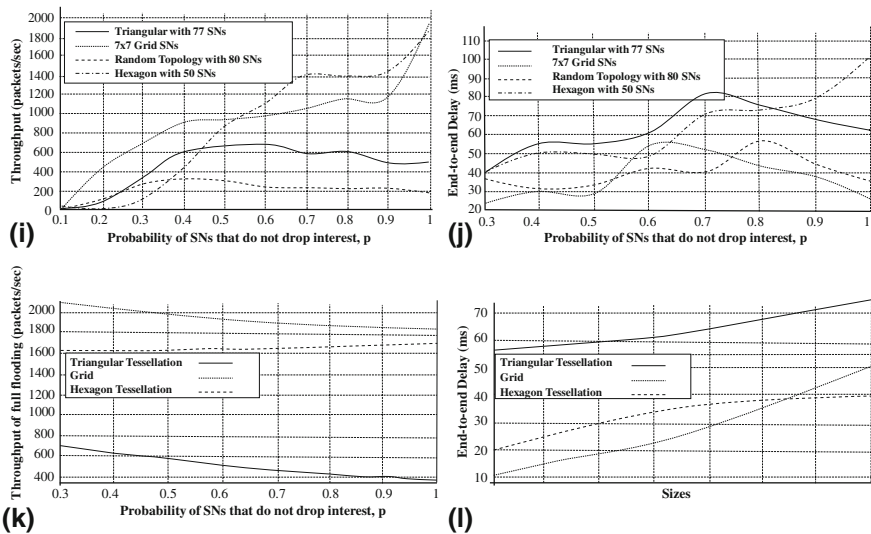 Throughput (packets/sec)
2000
1800
1600
1400
1200
1000
800
600
400
200
0
Triangular with 77 SNs
7x7 Grid SNs
Random Topology with 80 SNs
Hexagon with 50 SNs
0.1 0.2 0.3 0.4 0.5 0.6 0.7 0.8 0.9 1
(i) Probability of SNs that do not drop interest, p
End-to-end Delay (ms)
110
100
90
80
70
60
50
40
30
20
10
Triangular with 77 SNs
7x7 Grid SNs
Random Topology with 80 SNs
Hexagon with 50 SNs
0.3 0.4 0.5 0.6 0.7 0.8 0.9 1
(j) Probability of SNs that do not drop interest, p
Throughput of full flooding (packets/sec)
2000
1800
1600
1400
1200
1000
800
600
400
Triangular Tessellation
Grid
Hexagon Tessellation
0.3 0.4 0.5 0.6 0.7 0.8 0.9 1
(k) Probability of SNs that do not drop interest, p
End-to-end Delay (ms)
70
60
50
40
30
20
10
Triangular Tessellation
Grid
Hexagon Tessellation
(l) Sizes